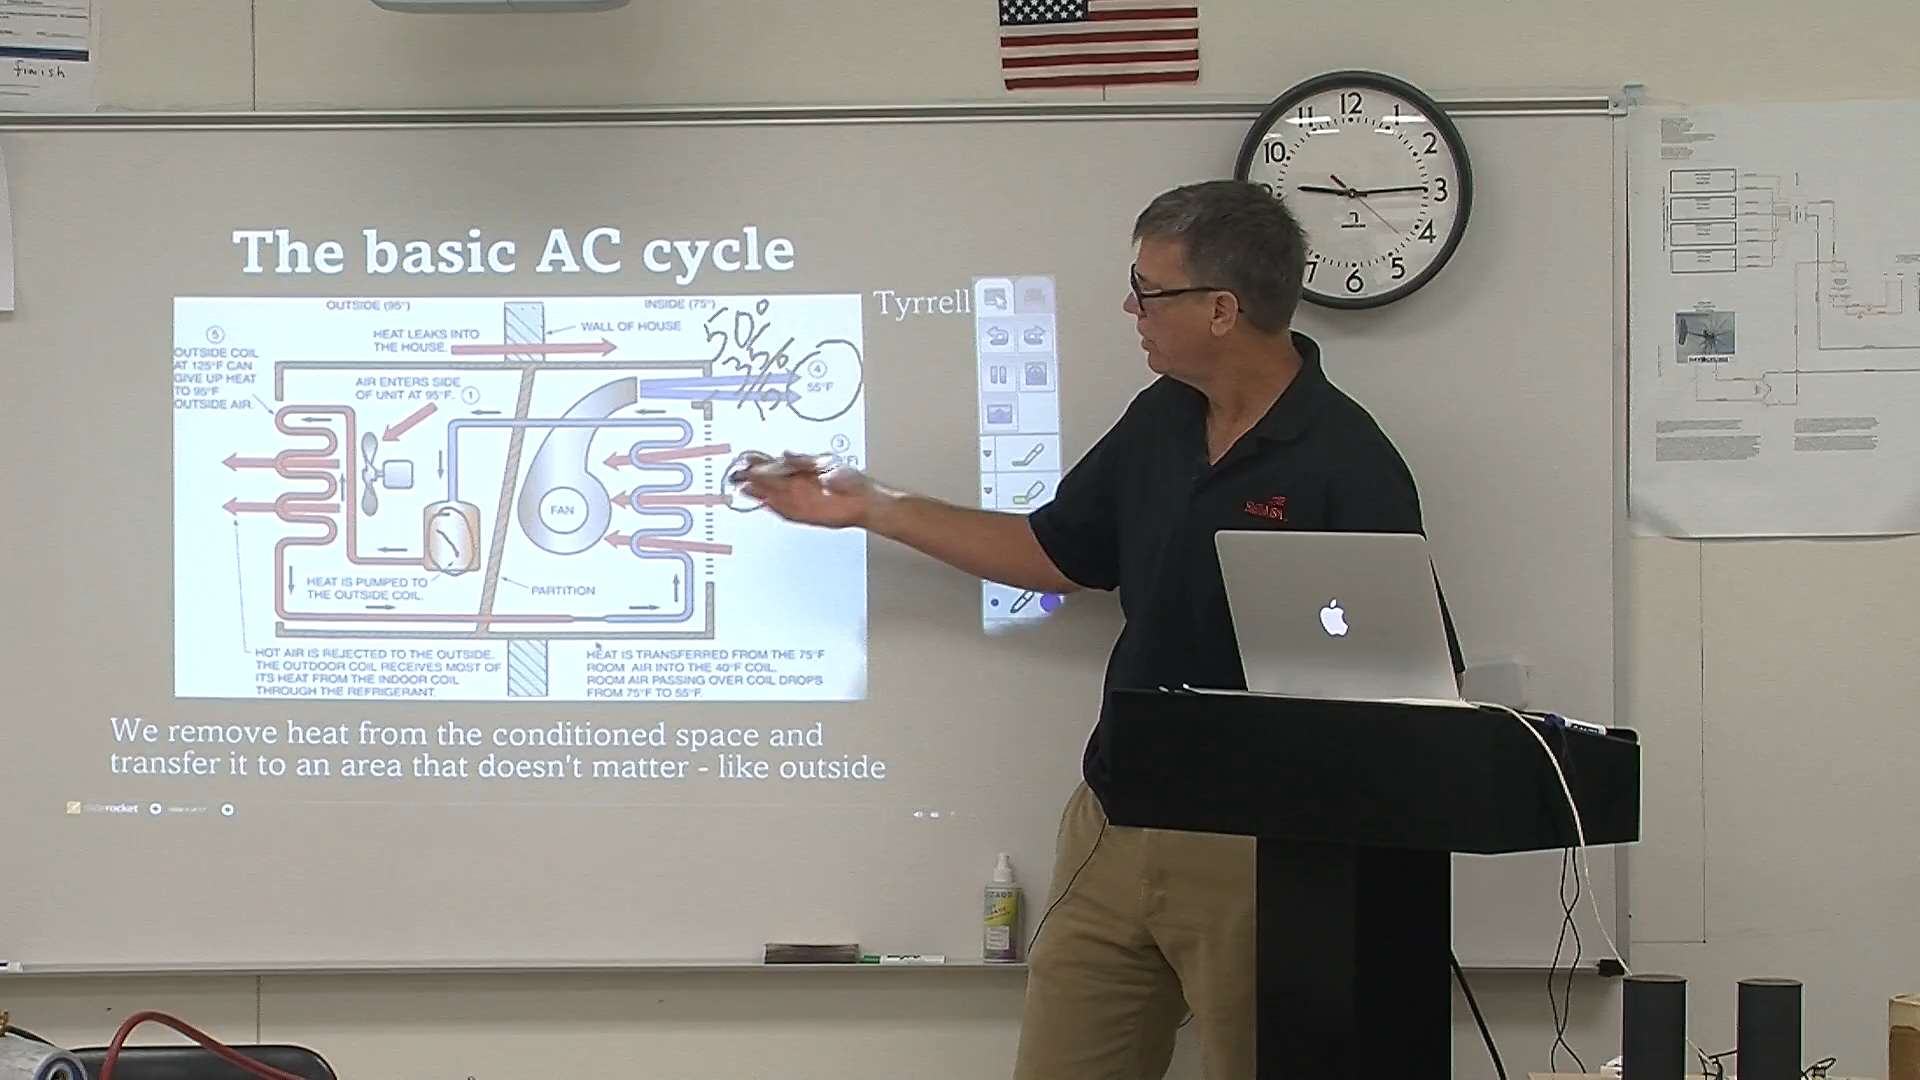 finish
12
11
1
10
2
3
4
7
5
6
The basic AC cycle
Tyrrell
OUTSIDE (95°)
INSIDE (75°)
50°
HEAT LEAKS INTO
THE HOUSE.
WALL OF HOUSE
5
OUTSIDE COIL
AT 125°F CAN
GIVE UP HEAT
TO 95°F
OUTSIDE AIR.
AIR ENTERS SIDE
OF UNIT AT 95°F. 1
4
55°F
3
FAN
HEAT IS PUMPED TO
THE OUTSIDE COIL.
PARTITION
HOT AIR IS REJECTED TO THE OUTSIDE.
THE OUTDOOR COIL RECEIVES MOST OF
ITS HEAT FROM THE INDOOR COIL
THROUGH THE REFRIGERANT.
HEAT IS TRANSFERRED FROM THE 75°F
ROOM AIR INTO THE 40°F COIL.
ROOM AIR PASSING OVER COIL DROPS
FROM 75°F TO 55°F.
We remove heat from the conditioned space and
transfer it to an area that doesn't matter - like outside
sliderocket